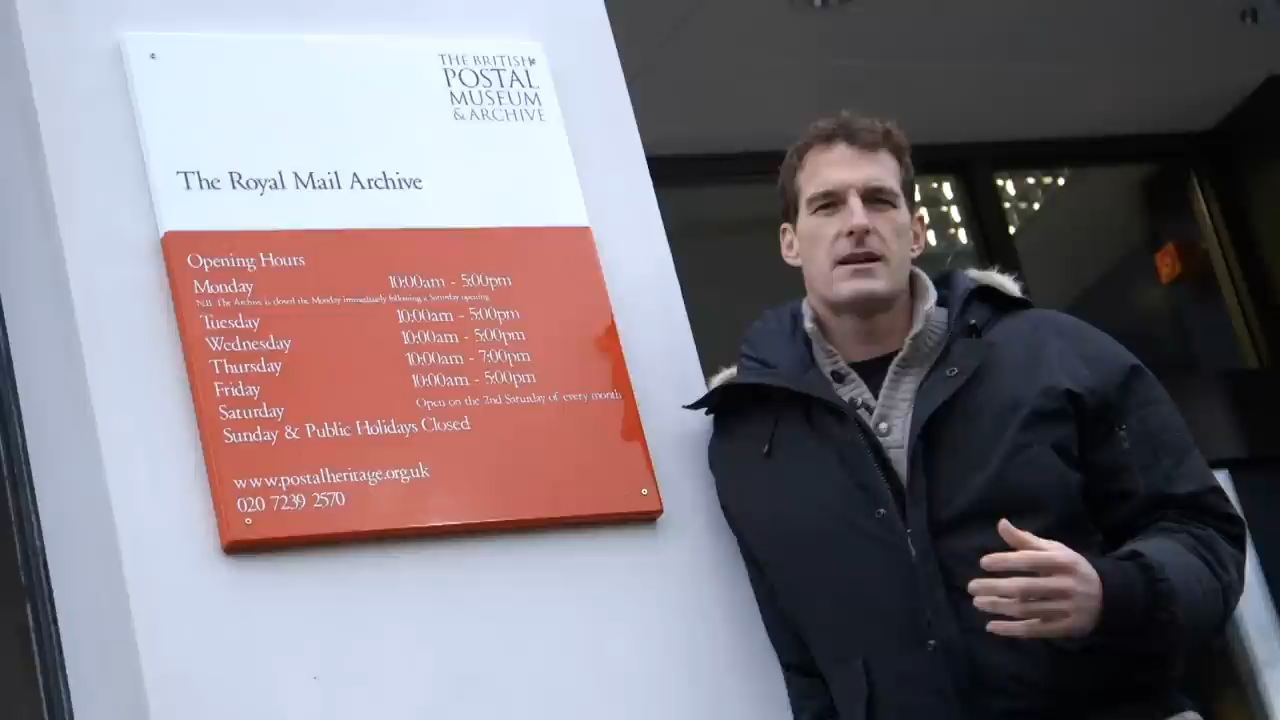 THE BRITISH
POSTAL
MUSEUM
& ARCHIVE
The Royal Mail Archive
Opening Hours
Monday 10:00am - 5:00pm
N.B. The Archive is closed the Monday immediately following a Saturday opening
Tuesday 10:00am - 5:00pm
Wednesday 10:00am - 5:00pm
Thursday 10:00am - 7:00pm
Friday 10:00am - 5:00pm
Saturday Open on the 2nd Saturday of every month
Sunday & Public Holidays Closed
www.postalheritage.org.uk
020 7239 2570